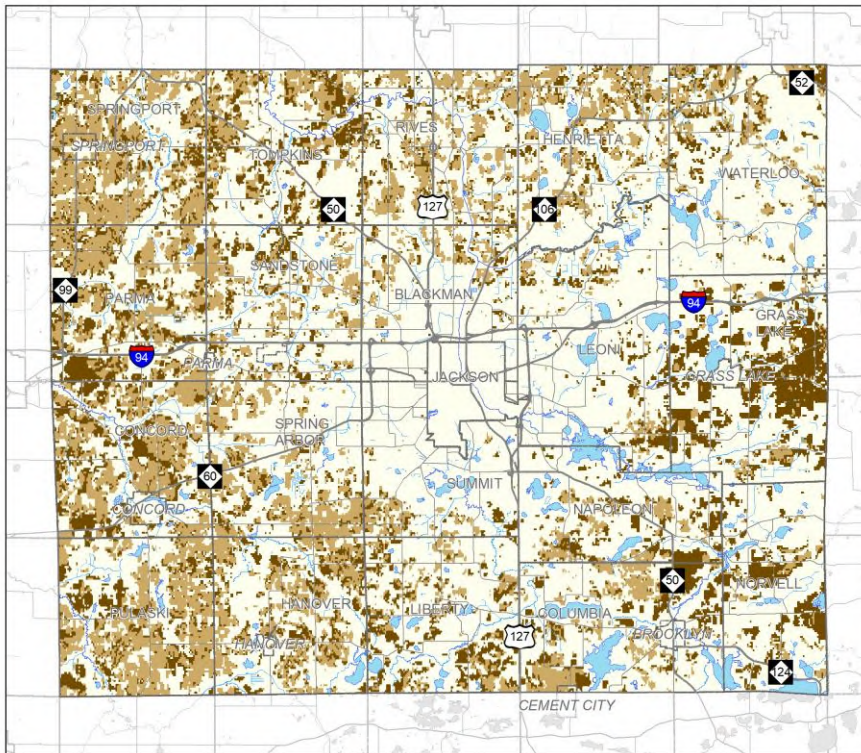 52
SPRINGPORT
RIVES
HENRIETTA
SPRINGPORT
TOMPKINS
WATERLOO
50
127
106
SANDSTONE
99
PARMA
BLACKMAN
94
GRASS
LAKE
94
PARMA
LEONI
JACKSON
GRASS LAKE
CONCORD
SPRING
ARBOR
60
SUMMIT
CONCORD
NAPOLEON
50
NORVELL
PULASKI
HANOVER
LIBERTY
COLUMBIA
HANOVER
127
BROOKLYN
124
CEMENT CITY